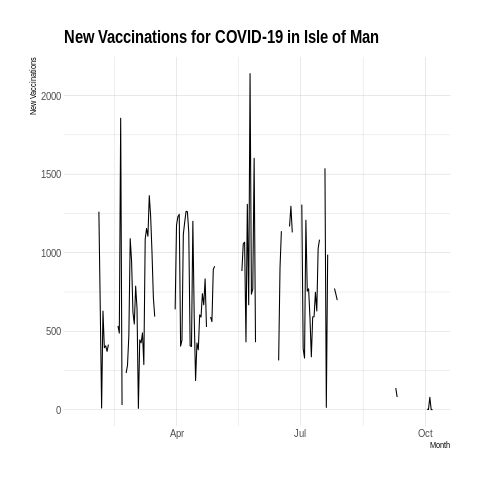 New Vaccinations for COVID-19 in Isle of Man
New Vaccinations
2000
1500
1000
500
0
Apr
Jul
Oct
Month